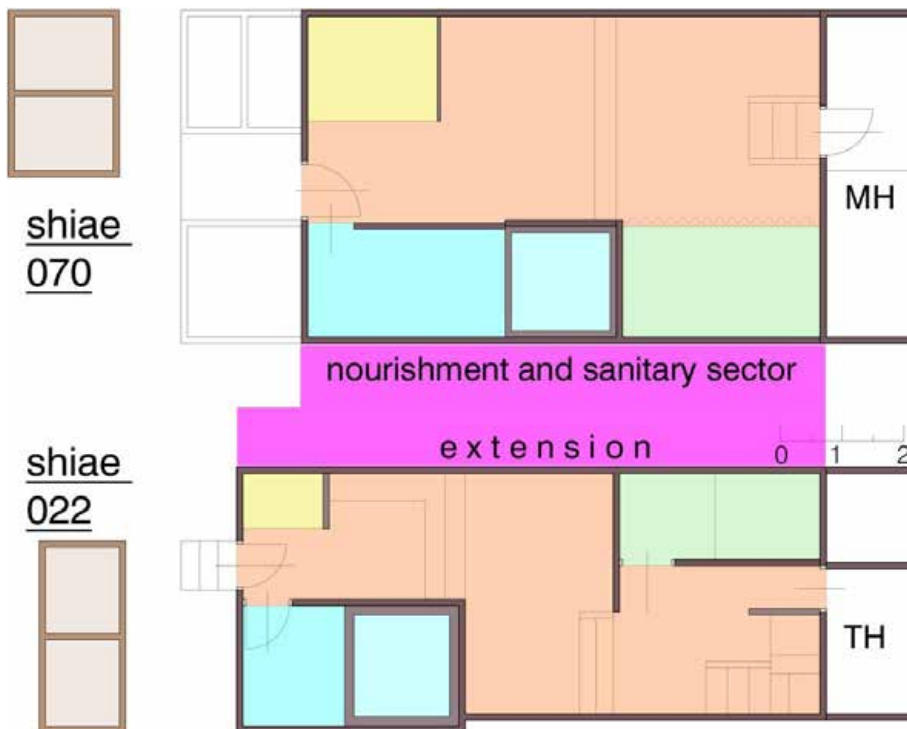 shiae
070
MH
nourishment and sanitary sector
extension
0 1 2
shiae
022
TH